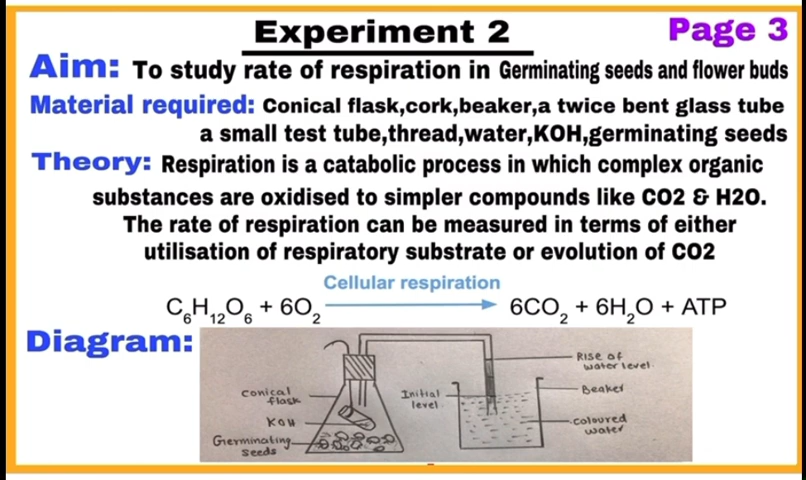 Experiment 2
Page 3
Aim: To study rate of respiration in Germinating seeds and flower buds
Material required: Conical flask,cork,beaker,a twice bent glass tube
a small test tube,thread,water,KOH,germinating seeds
Theory: Respiration is a catabolic process in which complex organic
substances are oxidised to simpler compounds like CO2 & H2O.
The rate of respiration can be measured in terms of either
utilisation of respiratory substrate or evolution of CO2
Cellular respiration
C₆H₁₂O₆ + 6O₂ → 6CO₂ + 6H₂O + ATP
Diagram:
Rise of
water level
Conical
flask
Initial
level
Beaker
KOH
coloured
water
Germinating
seeds